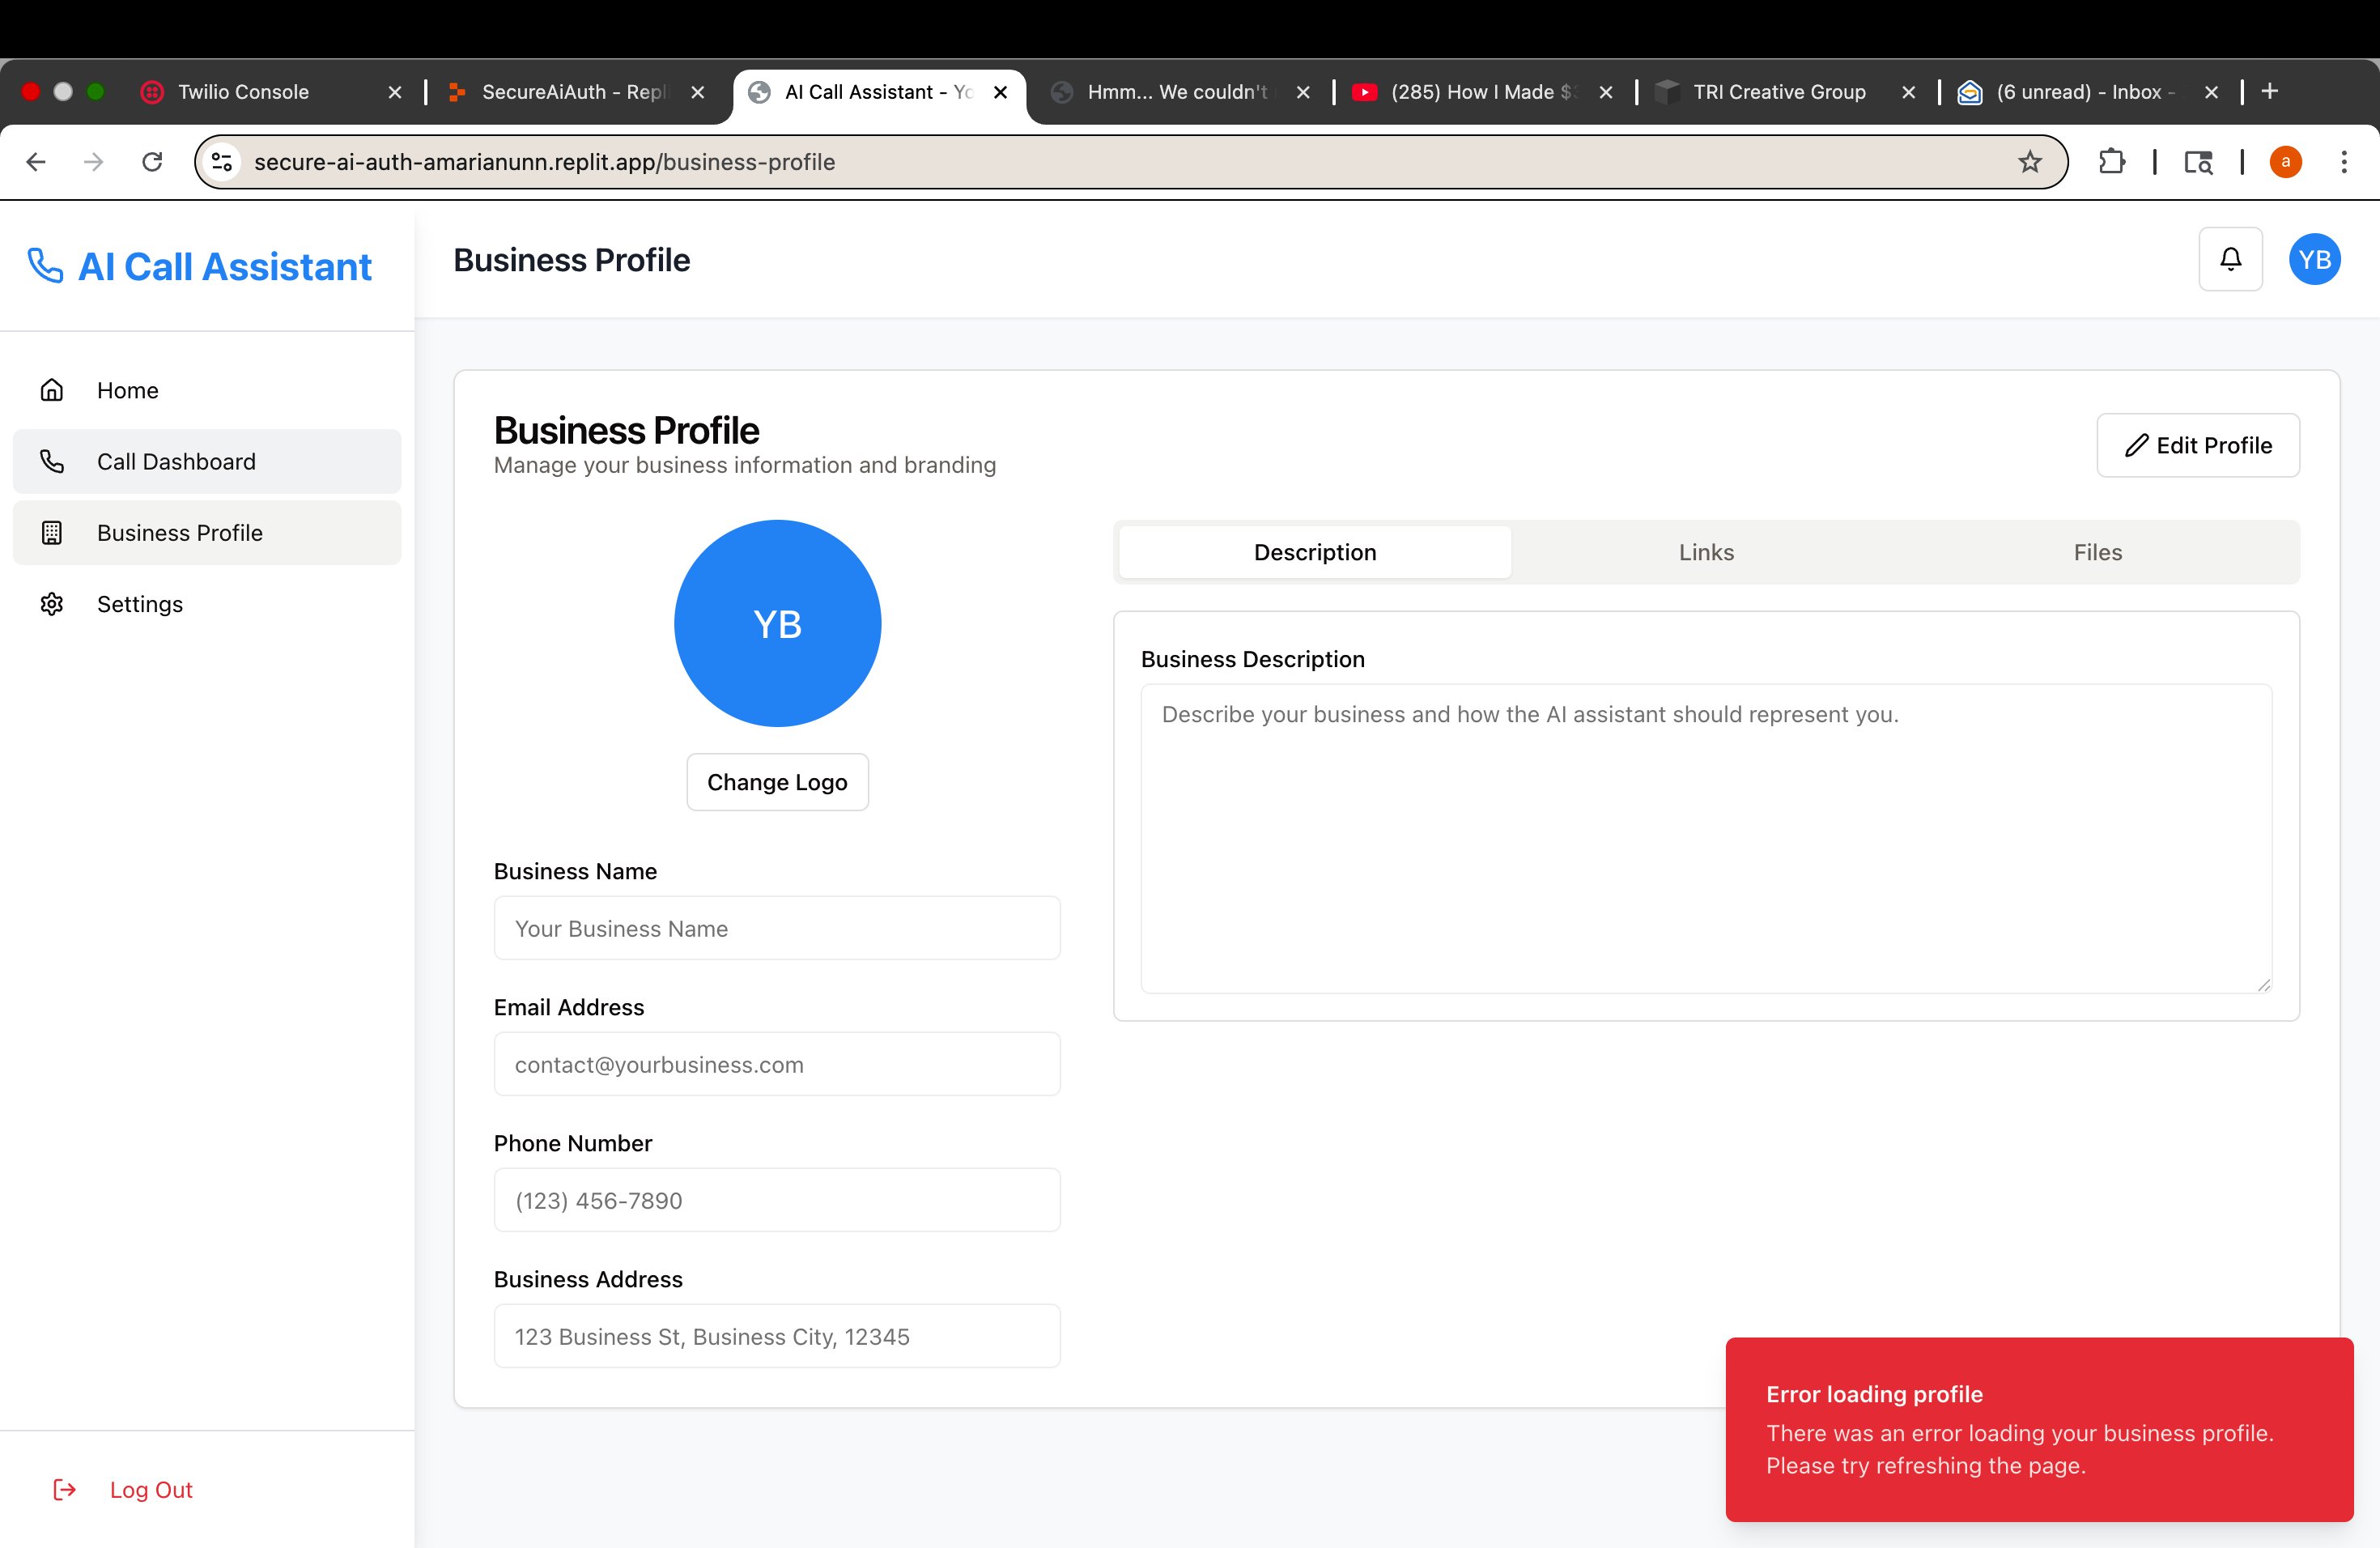 Twilio Console
SecureAiAuth - Repl
AI Call Assistant - Yo
Hmm... We couldn't
(285) How I Made $
TRI Creative Group
(6 unread) - Inbox -
secure-ai-auth-amarianunn.replit.app/business-profile
a
AI Call Assistant
Business Profile
YB
Home
Call Dashboard
Business Profile
Settings
Log Out
Business Profile
Manage your business information and branding
Edit Profile
YB
Change Logo
Business Name
Your Business Name
Email Address
contact@yourbusiness.com
Phone Number
(123) 456-7890
Business Address
123 Business St, Business City, 12345
Description
Links
Files
Business Description
Describe your business and how the AI assistant should represent you.
Error loading profile
There was an error loading your business profile.
Please try refreshing the page.